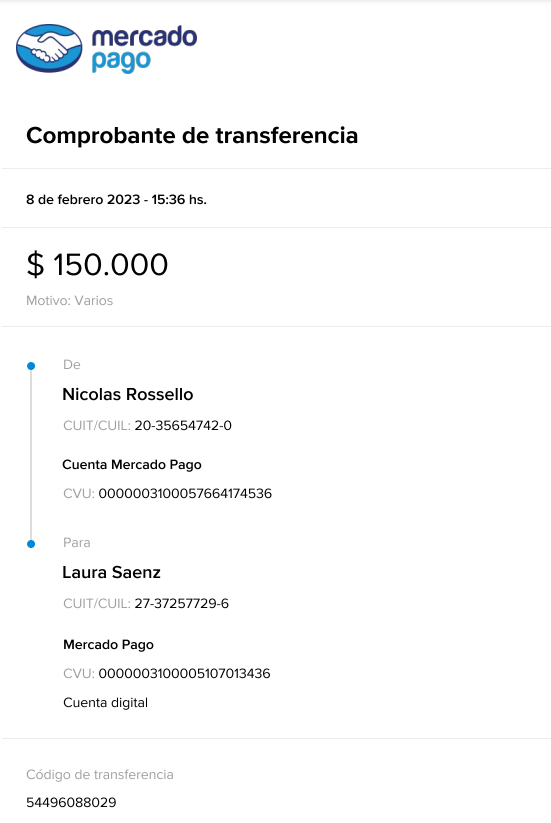 mercado
pago
Comprobante de transferencia
8 de febrero 2023 - 15:36 hs.
$ 150.000
Motivo: Varios
De
Nicolas Rossello
CUIT/CUIL: 20-35654742-0
Cuenta Mercado Pago
CVU: 0000003100057664174536
Para
Laura Saenz
CUIT/CUIL: 27-37257729-6
Mercado Pago
CVU: 0000003100005107013436
Cuenta digital
Código de transferencia
54496088029